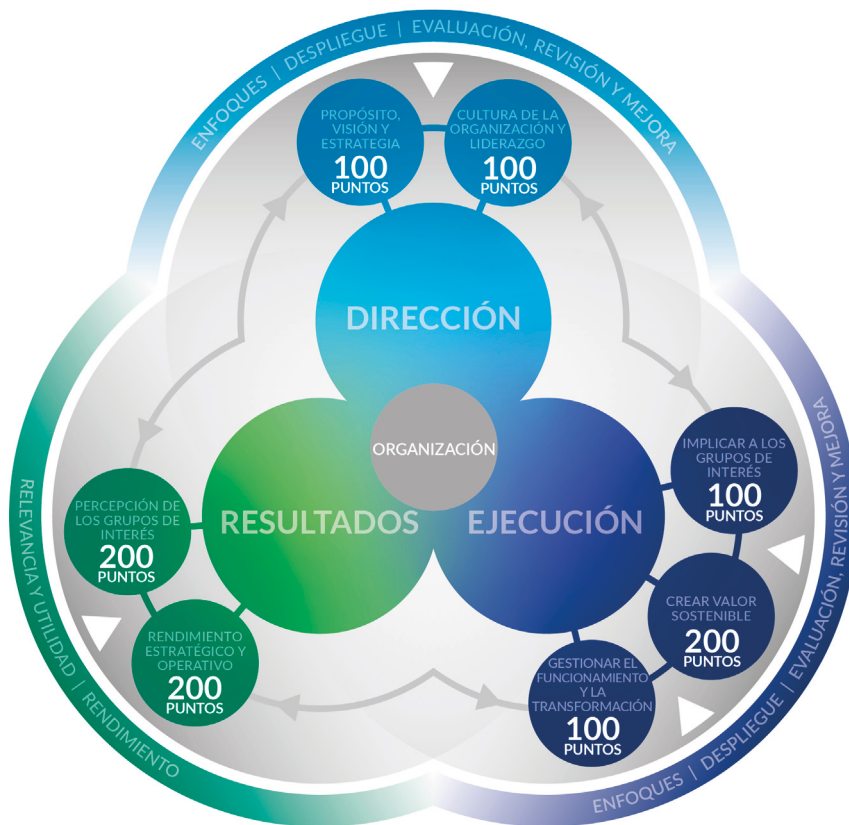 ENFOQUES | DESPLIEGUE | EVALUACIÓN, REVISIÓN Y MEJORA
PROPÓSITO,
VISIÓN Y
ESTRATEGIA
100
PUNTOS
CULTURA DE LA
ORGANIZACIÓN Y
LIDERAZGO
100
PUNTOS
DIRECCIÓN
ORGANIZACIÓN
RESULTADOS
EJECUCIÓN
IMPLICAR A LOS
GRUPOS DE
INTERÉS
100
PUNTOS
CREAR VALOR
SOSTENIBLE
200
PUNTOS
GESTIONAR EL
FUNCIONAMIENTO
Y LA
TRANSFORMACIÓN
100
PUNTOS
ENFOQUES | DESPLIEGUE | EVALUACIÓN, REVISIÓN Y MEJORA
PERCEPCIÓN DE
LOS GRUPOS DE
INTERÉS
200
PUNTOS
RENDIMIENTO
ESTRATÉGICO Y
OPERATIVO
200
PUNTOS
RELEVANCIA Y UTILIDAD | RENDIMIENTO